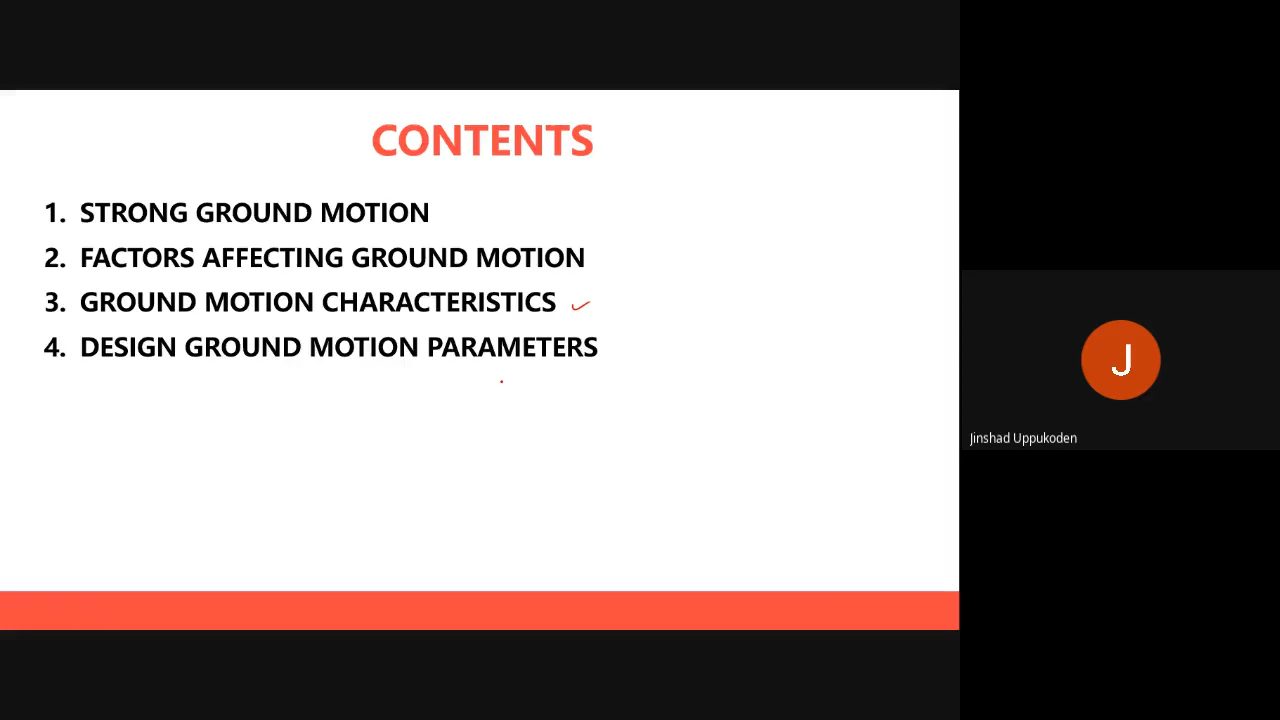 CONTENTS
1. STRONG GROUND MOTION
2. FACTORS AFFECTING GROUND MOTION
3. GROUND MOTION CHARACTERISTICS
4. DESIGN GROUND MOTION PARAMETERS
J
Jinshad Uppukoden